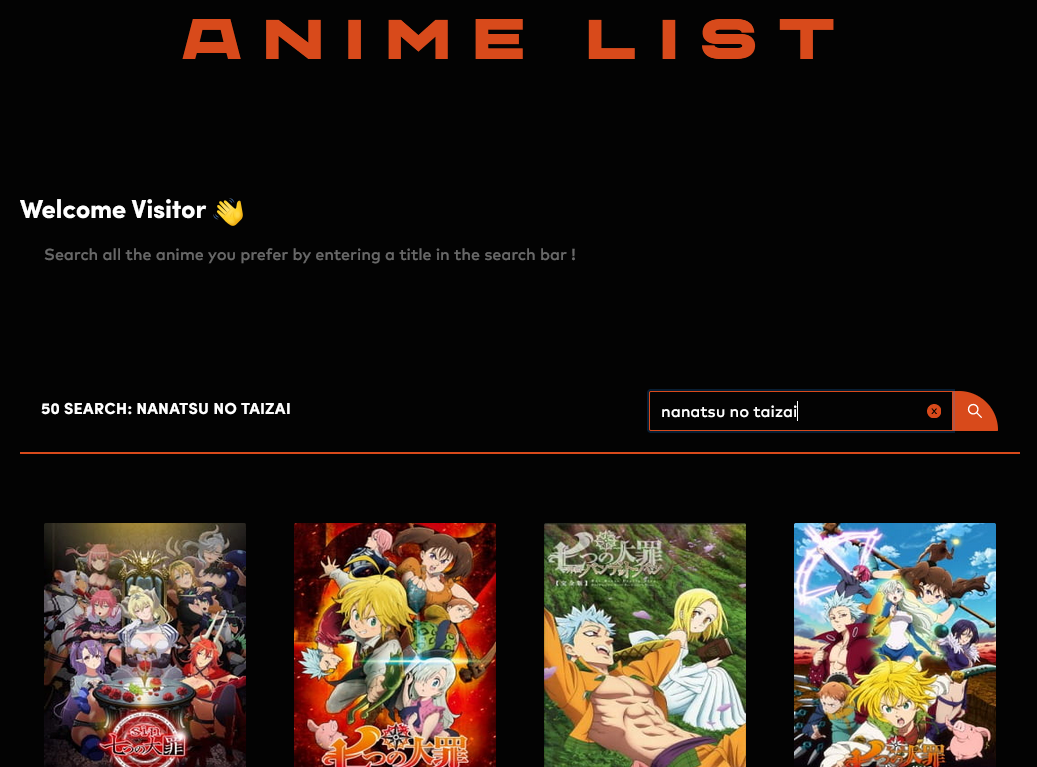 ANIME LIST
Welcome Visitor 👋
Search all the anime you prefer by entering a title in the search bar !
50 SEARCH: NANATSU NO TAIZAI
nanatsu no taizai
七つの大罪
sin
七つの大罪
七つの大罪
七つの大罪